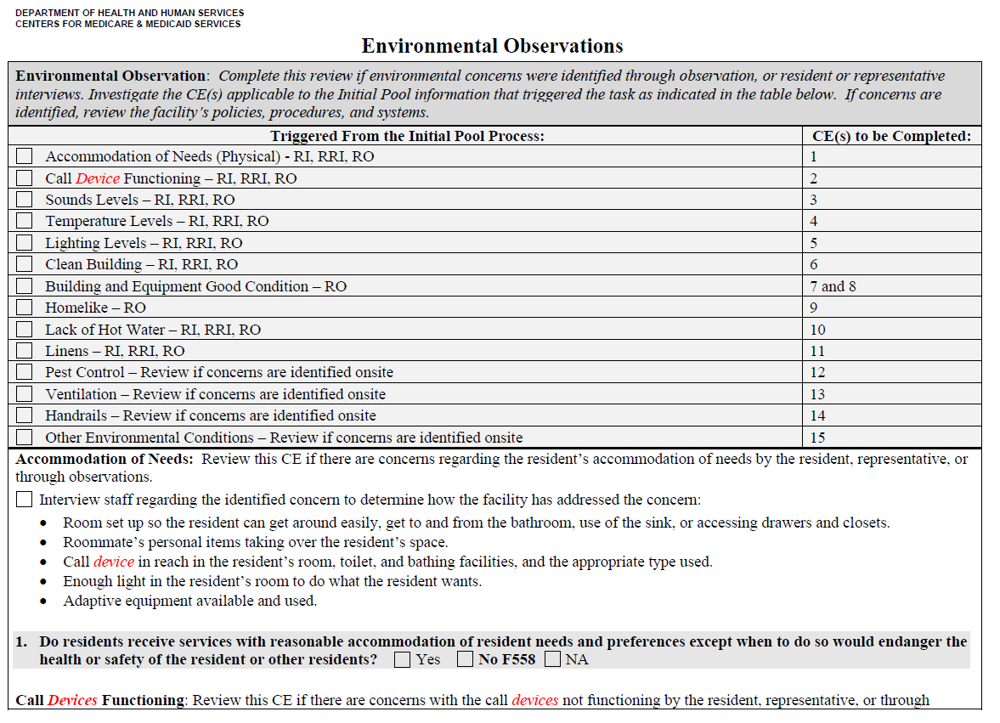 DEPARTMENT OF HEALTH AND HUMAN SERVICES
CENTERS FOR MEDICARE & MEDICAID SERVICES
Environmental Observations
Environmental Observation: Complete this review if environmental concerns were identified through observation, or resident or representative
interviews. Investigate the CE(s) applicable to the Initial Pool information that triggered the task as indicated in the table below. If concerns are
identified, review the facility's policies, procedures, and systems.
Triggered From the Initial Pool Process: CE(s) to be Completed:
Accommodation of Needs (Physical) - RI, RRI, RO 1
Call Device Functioning – RI, RRI, RO 2
Sounds Levels – RI, RRI, RO 3
Temperature Levels – RI, RRI, RO 4
Lighting Levels – RI, RRI, RO 5
Clean Building – RI, RRI, RO 6
Building and Equipment Good Condition – RO 7 and 8
Homelike – RO 9
Lack of Hot Water – RI, RRI, RO 10
Linens – RI, RRI, RO 11
Pest Control – Review if concerns are identified onsite 12
Ventilation – Review if concerns are identified onsite 13
Handrails – Review if concerns are identified onsite 14
Other Environmental Conditions – Review if concerns are identified onsite 15
Accommodation of Needs: Review this CE if there are concerns regarding the resident's accommodation of needs by the resident, representative, or
through observations.
Interview staff regarding the identified concern to determine how the facility has addressed the concern:
• Room set up so the resident can get around easily, get to and from the bathroom, use of the sink, or accessing drawers and closets.
• Roommate's personal items taking over the resident's space.
• Call device in reach in the resident's room, toilet, and bathing facilities, and the appropriate type used.
• Enough light in the resident's room to do what the resident wants.
• Adaptive equipment available and used.
1. Do residents receive services with reasonable accommodation of resident needs and preferences except when to do so would endanger the
health or safety of the resident or other residents? Yes No F558 NA
Call Devices Functioning: Review this CE if there are concerns with the call devices not functioning by the resident, representative, or through